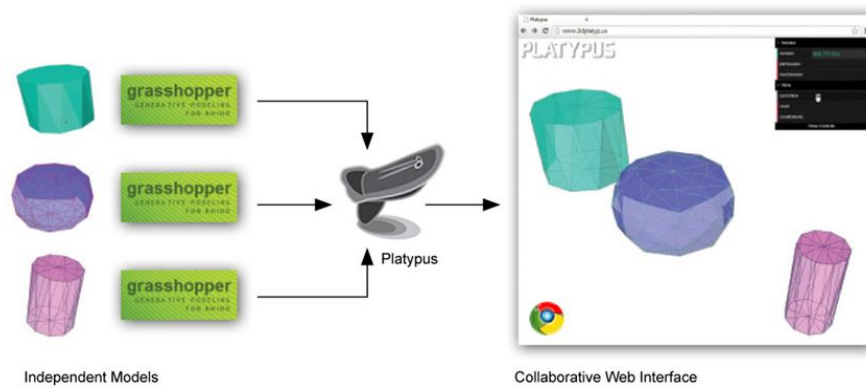 Platypus
www.3dplatyp.us
PLATYPUS
grasshopper
GENERATIVE MODELING
FOR RHINO
grasshopper
GENERATIVE MODELING
FOR RHINO
Platypus
grasshopper
GENERATIVE MODELING
FOR RHINO
Independent Models
Collaborative Web Interface